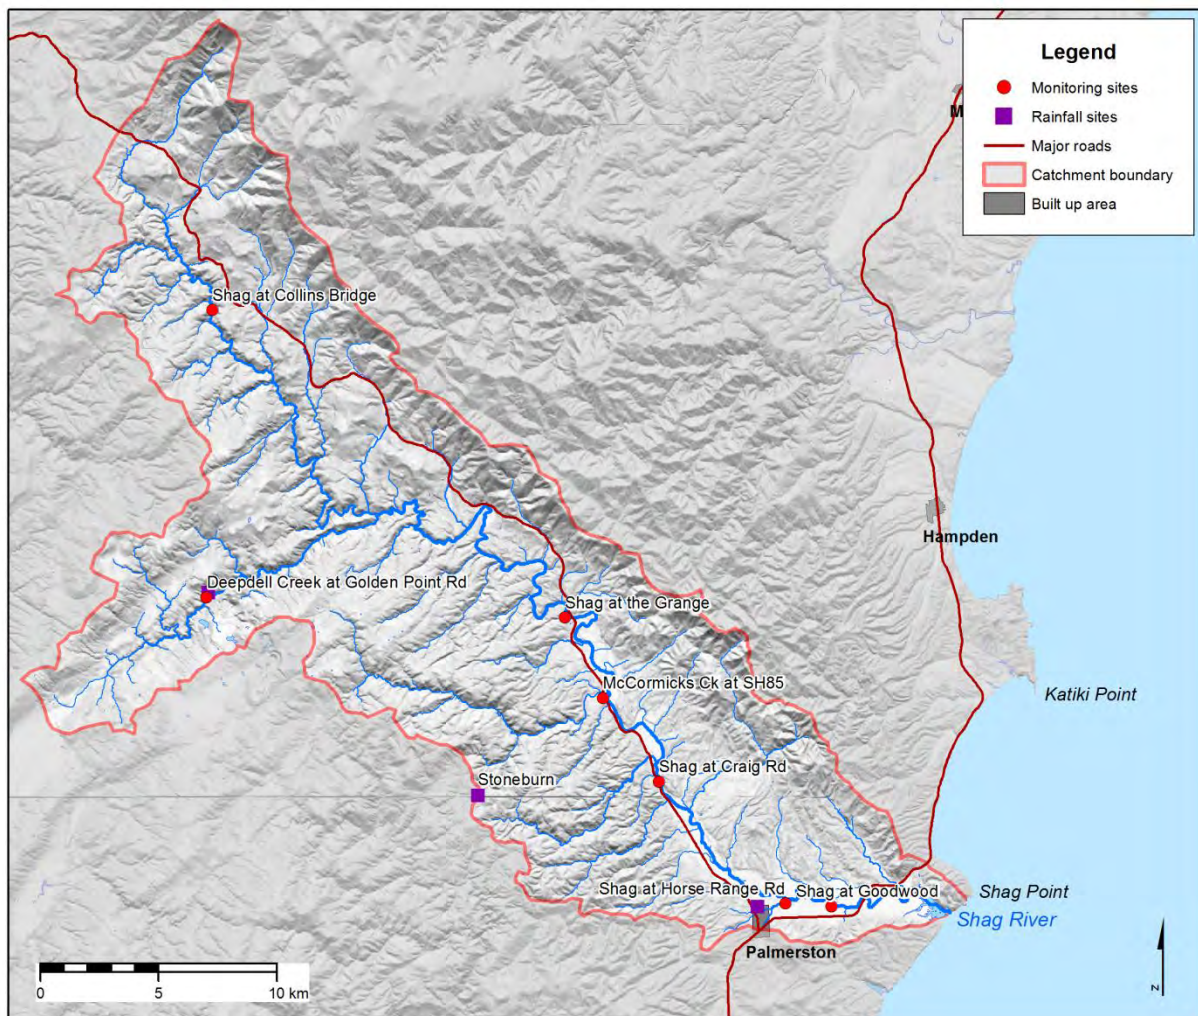 Legend
Monitoring sites
Rainfall sites
Major roads
Catchment boundary
Built up area
Shag at Collins Bridge
Hampden
Deepdell Creek at Golden Point Rd
Shag at the Grange
McCormicks Ck at SH85
Katiki Point
Shag at Craig Rd
Stoneburn
Shag at Horse Range Rd
Shag at Goodwood
Shag Point
Shag River
Palmerston
0 5 10 km
N